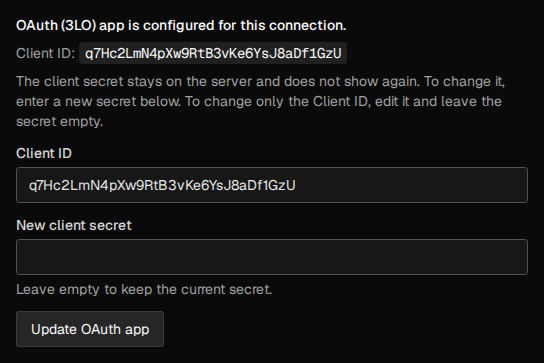 OAuth (3LO) app is configured for this connection.
Client ID: q7Hc2LmN4pXw9RtB3vKe6YsJ8aDf1GzU
The client secret stays on the server and does not show again. To change it,
enter a new secret below. To change only the Client ID, edit it and leave the
secret empty.
Client ID
q7Hc2LmN4pXw9RtB3vKe6YsJ8aDf1GzU
New client secret
Leave empty to keep the current secret.
Update OAuth app